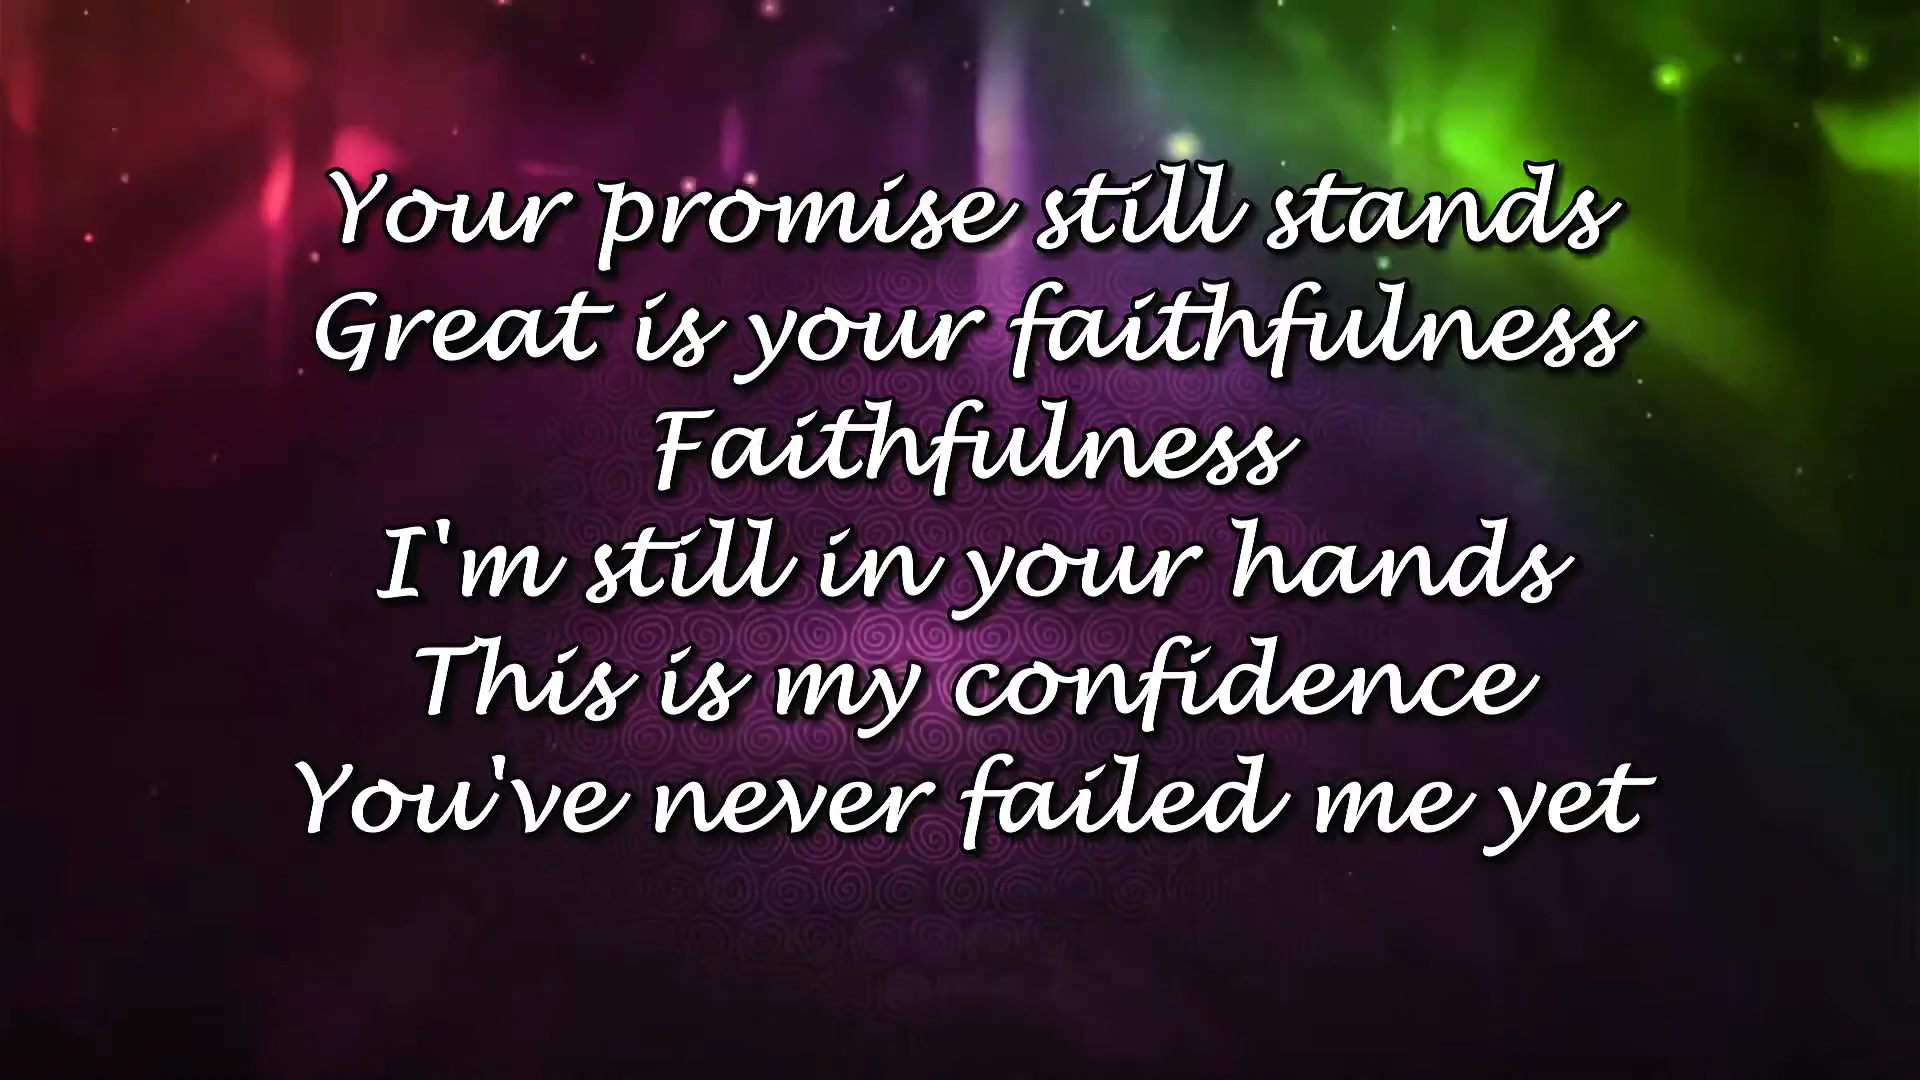 Your promise still stands
Great is your faithfulness
Faithfulness
I'm still in your hands
This is my confidence
You've never failed me yet